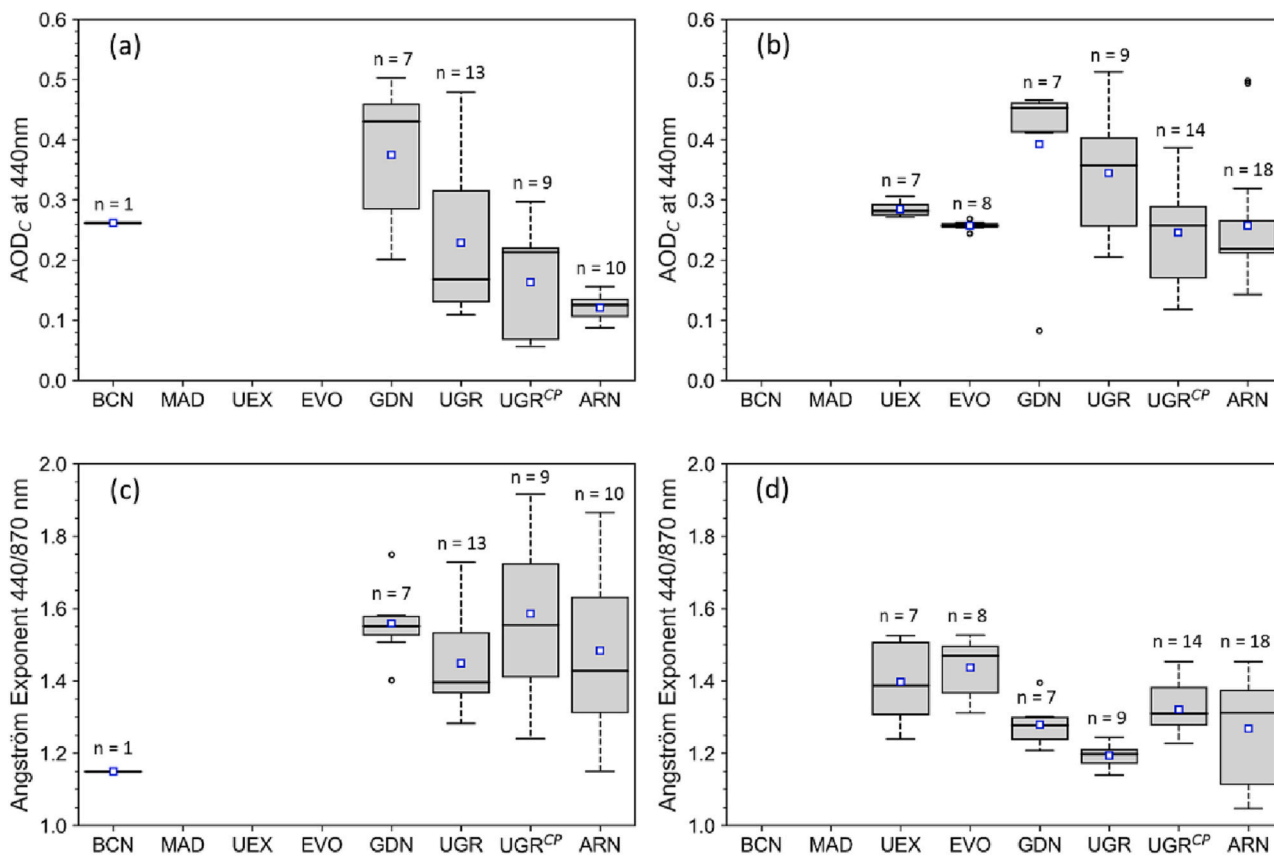 (a)
AOD_C at 440nm
0.6
0.5
0.4
0.3
0.2
0.1
0.0
n = 1
n = 7
n = 13
n = 9
n = 10
BCN MAD UEX EVO GDN UGR UGR^CP ARN
(b)
AOD_C at 440nm
0.6
0.5
0.4
0.3
0.2
0.1
0.0
n = 7
n = 8
n = 7
n = 9
n = 14
n = 18
BCN MAD UEX EVO GDN UGR UGR^CP ARN
(c)
Angström Exponent 440/870 nm
2.0
1.8
1.6
1.4
1.2
1.0
n = 1
n = 7
n = 13
n = 9
n = 10
BCN MAD UEX EVO GDN UGR UGR^CP ARN
(d)
Angström Exponent 440/870 nm
2.0
1.8
1.6
1.4
1.2
1.0
n = 7
n = 8
n = 7
n = 9
n = 14
n = 18
BCN MAD UEX EVO GDN UGR UGR^CP ARN